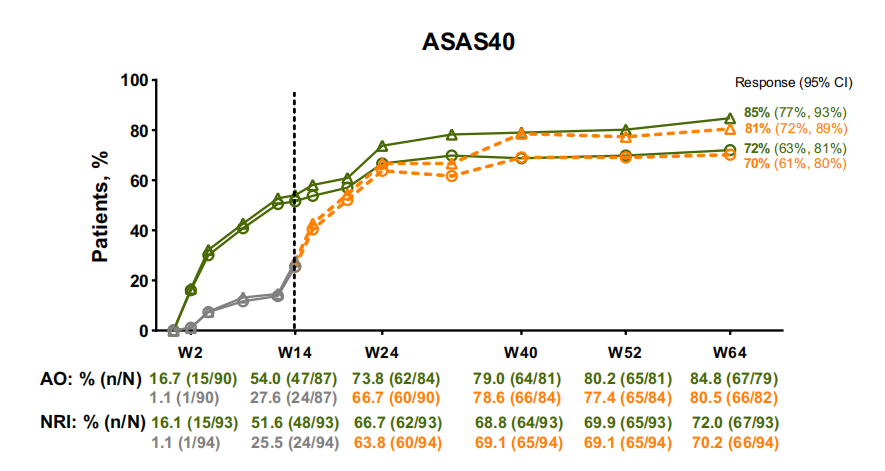 ASAS40
Response (95% CI)
100
80
60
40
20
0
Patients, %
85% (77%, 93%)
81% (72%, 89%)
72% (63%, 81%)
70% (61%, 80%)
W2 W14 W24 W40 W52 W64
AO: % (n/N) 16.7 (15/90) 54.0 (47/87) 73.8 (62/84) 79.0 (64/81) 80.2 (65/81) 84.8 (67/79)
1.1 (1/90) 27.6 (24/87) 66.7 (60/90) 78.6 (66/84) 77.4 (65/84) 80.5 (66/82)
NRI: % (n/N) 16.1 (15/93) 51.6 (48/93) 66.7 (62/93) 68.8 (64/93) 69.9 (65/93) 72.0 (67/93)
1.1 (1/94) 25.5 (24/94) 63.8 (60/94) 69.1 (65/94) 69.1 (65/94) 70.2 (66/94)